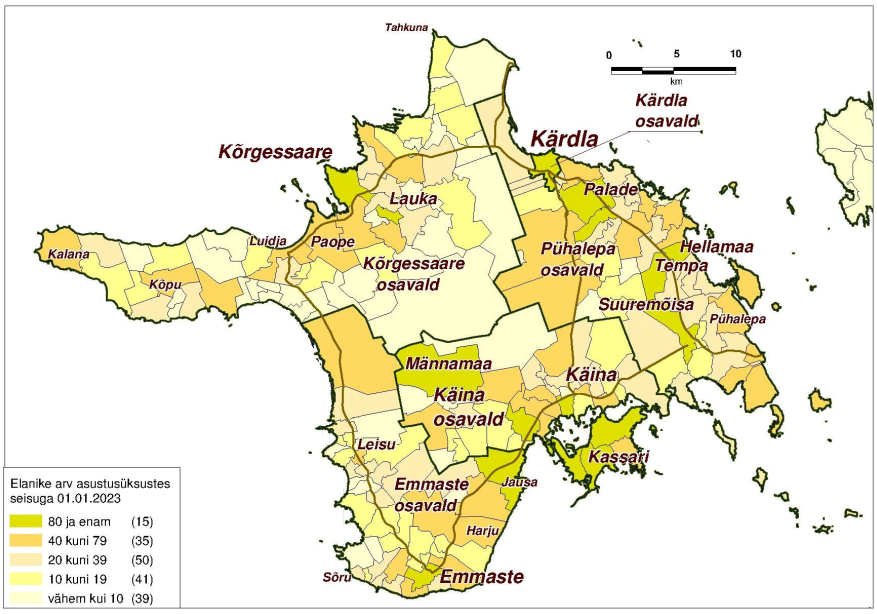 Tahkuna
0 5 10
km
Kärdla
osavald
Kärdla
Kõrgessaare
Palade
Lauka
Luidja
Paope
Kalana
Kõpu
Kõrgessaare
osavald
Pühalepa
osavald
Hellamaa
Tempa
Suuremõisa
Pühalepa
Männamaa
Käina
Käina
osavald
Leisu
Kassari
Emmaste
osavald
Jausa
Harju
Sõru
Emmaste
Elanike arv asustusüksustes
seisuga 01.01.2023
80 ja enam (15)
40 kuni 79 (35)
20 kuni 39 (50)
10 kuni 19 (41)
vähem kui 10 (39)